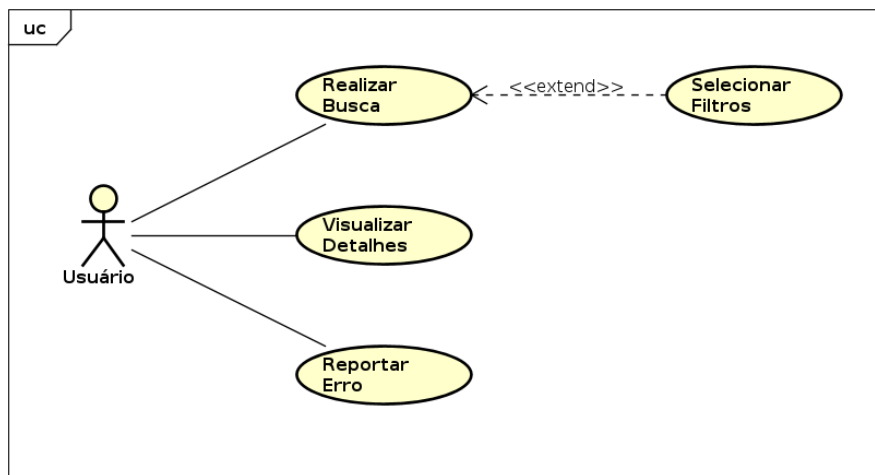 uc
Realizar
Busca
<<extend>>
Selecionar
Filtros
Visualizar
Detalhes
Usuário
Reportar
Erro